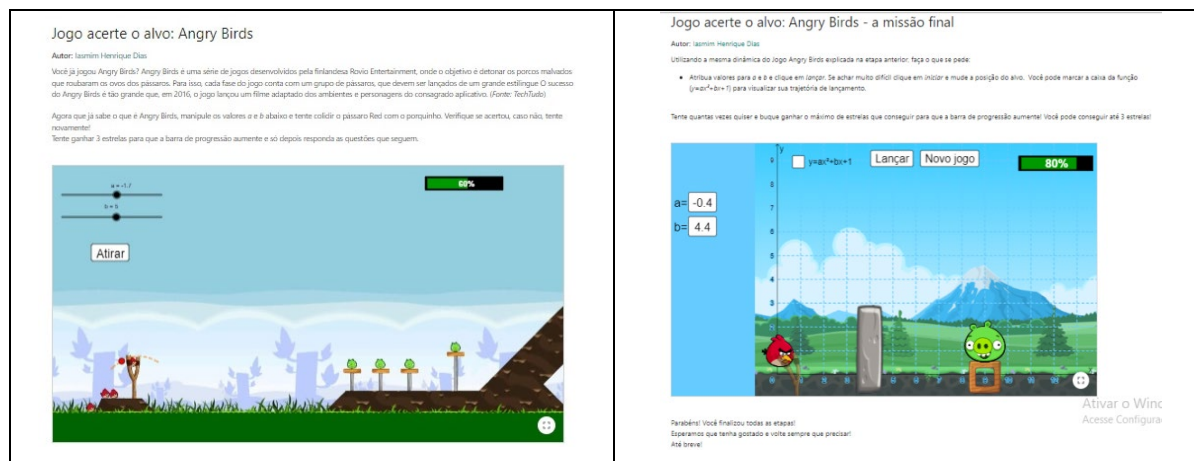 Jogo acerte o alvo: Angry Birds
Autor: Iasmim Henrique Dias
Você já jogou Angry Birds? Angry Birds é uma série de jogos desenvolvidos pela finlandesa Rovio Entertainment, onde o objetivo é detonar os porcos malvados
que roubaram os ovos dos pássaros. Para isso, cada fase do jogo conta com um grupo de pássaros, que devem ser lançados de um grande estilingue O sucesso
do Angry Birds é tão grande que, em 2016, o jogo lançou um filme adaptado dos ambientes e personagens do consagrado aplicativo. (Fonte: TechTudo)
Agora que já sabe o que é Angry Birds, manipule os valores a e b abaixo e tente colidir o pássaro Red com o porquinho. Verifique se acertou, caso não, tente
novamente!
Tente ganhar 3 estrelas para que a barra de progressão aumente e só depois responda as questões que seguem.
a = -1.7
b = 5
60%
Atirar
Jogo acerte o alvo: Angry Birds - a missão final
Autor: Iasmim Henrique Dias
Utilizando a mesma dinâmica do Jogo Angry Birds explicada na etapa anterior, faça o que se pede:
Atribua valores para a e b e clique em lançar. Se achar muito difícil clique em iniciar e mude a posição do alvo. Você pode marcar a caixa da função
(y=ax²+bx+1) para visualizar sua trajetória de lançamento.
Tente quantas vezes quiser e buque ganhar o máximo de estrelas que conseguir para que a barra de progressão aumente! Você pode conseguir até 3 estrelas!
y
y=ax²+bx+1
Lançar
Novo jogo
80%
a= -0.4
b= 4.4
9
8
7
6
5
4
3
Ativar o Winc
Acesse Configura
Parabéns! Você finalizou todas as etapas!
Esperamos que tenha gostado e volte sempre que precisar!
Até breve!